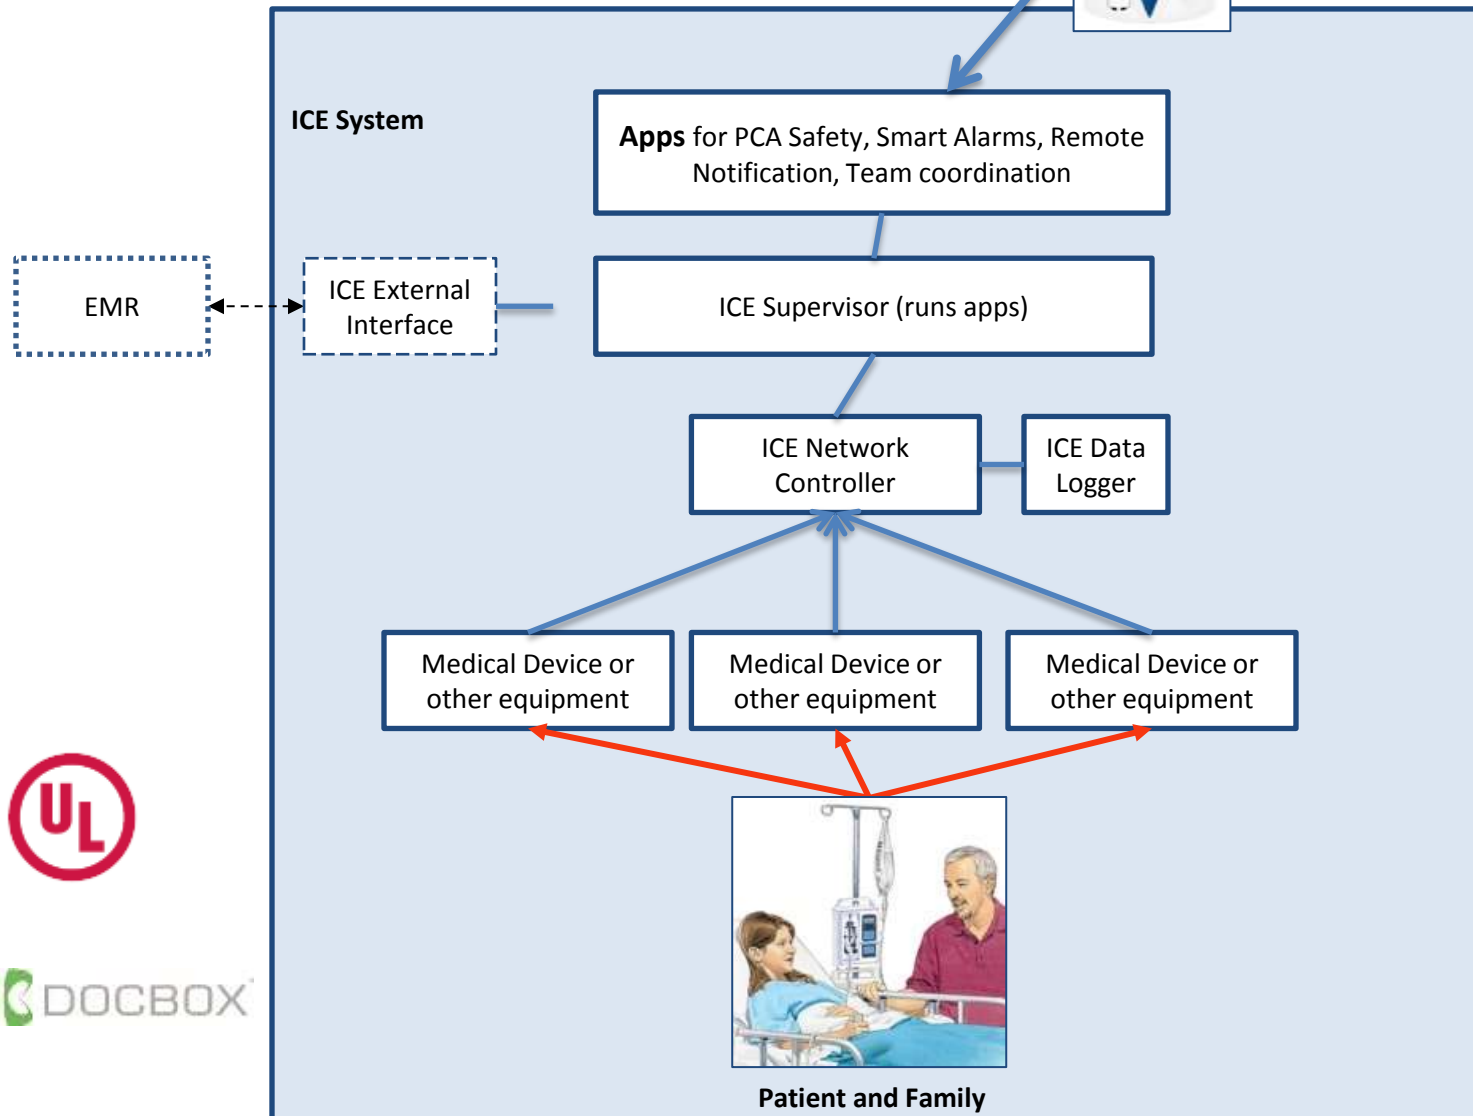 ICE System
Apps for PCA Safety, Smart Alarms, Remote
Notification, Team coordination
EMR
ICE External
Interface
ICE Supervisor (runs apps)
ICE Network
Controller
ICE Data
Logger
Medical Device or
other equipment
Medical Device or
other equipment
Medical Device or
other equipment
UL
DOCBOX
Patient and Family